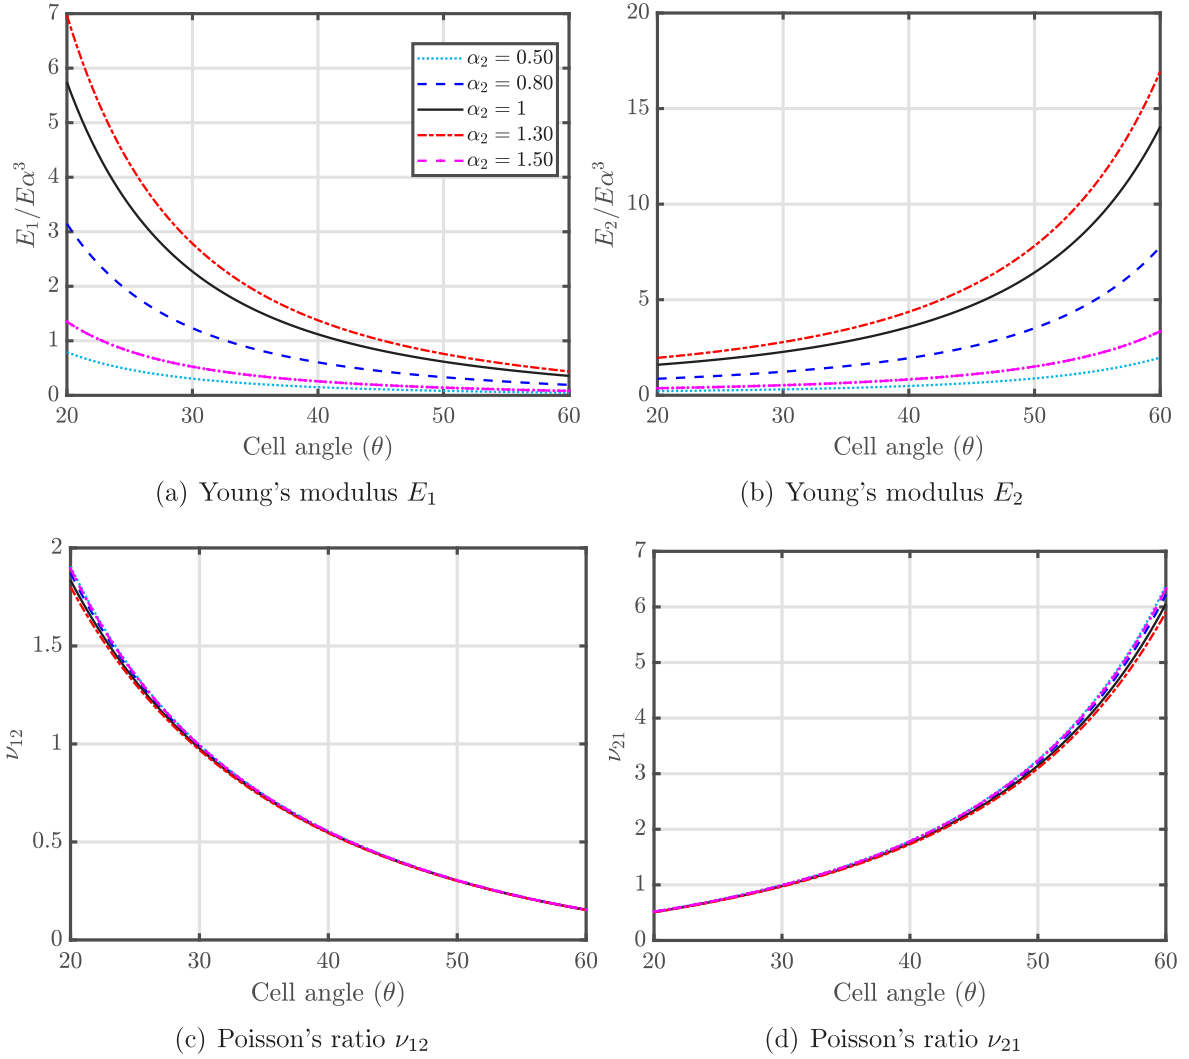 7
6
5
4
3
2
1
0
E₁/Eα³
20 30 40 50 60
Cell angle (θ)
α₂ = 0.50
α₂ = 0.80
α₂ = 1
α₂ = 1.30
α₂ = 1.50
(a) Young's modulus E₁
20
15
10
5
0
E₂/Eα³
20 30 40 50 60
Cell angle (θ)
(b) Young's modulus E₂
2
1.5
1
0.5
0
ν₁₂
20 30 40 50 60
Cell angle (θ)
(c) Poisson's ratio ν₁₂
7
6
5
4
3
2
1
0
ν₂₁
20 30 40 50 60
Cell angle (θ)
(d) Poisson's ratio ν₂₁